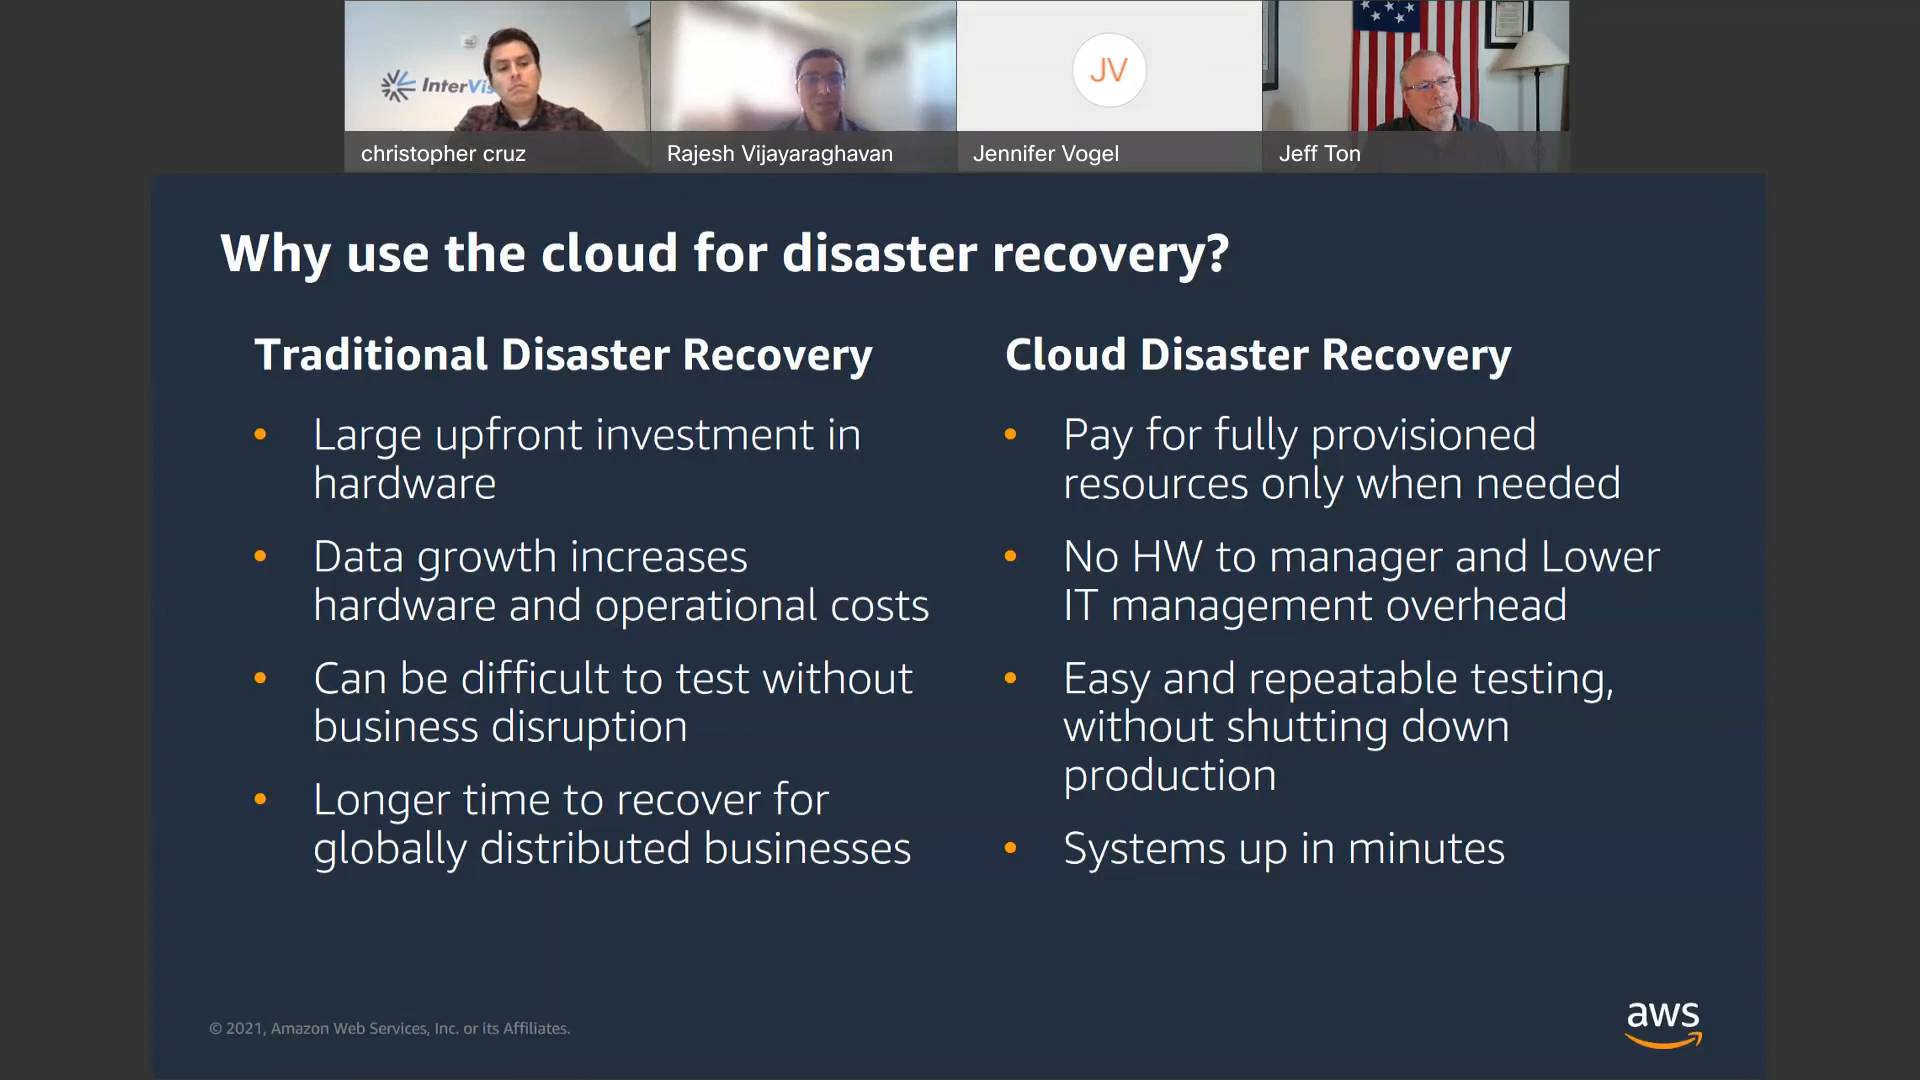 InterVis
JV
christopher cruz
Rajesh Vijayaraghavan
Jennifer Vogel
Jeff Ton
Why use the cloud for disaster recovery?
Traditional Disaster Recovery
• Large upfront investment in
hardware
• Data growth increases
hardware and operational costs
• Can be difficult to test without
business disruption
• Longer time to recover for
globally distributed businesses
Cloud Disaster Recovery
• Pay for fully provisioned
resources only when needed
• No HW to manager and Lower
IT management overhead
• Easy and repeatable testing,
without shutting down
production
• Systems up in minutes
© 2021, Amazon Web Services, Inc. or its Affiliates.
aws